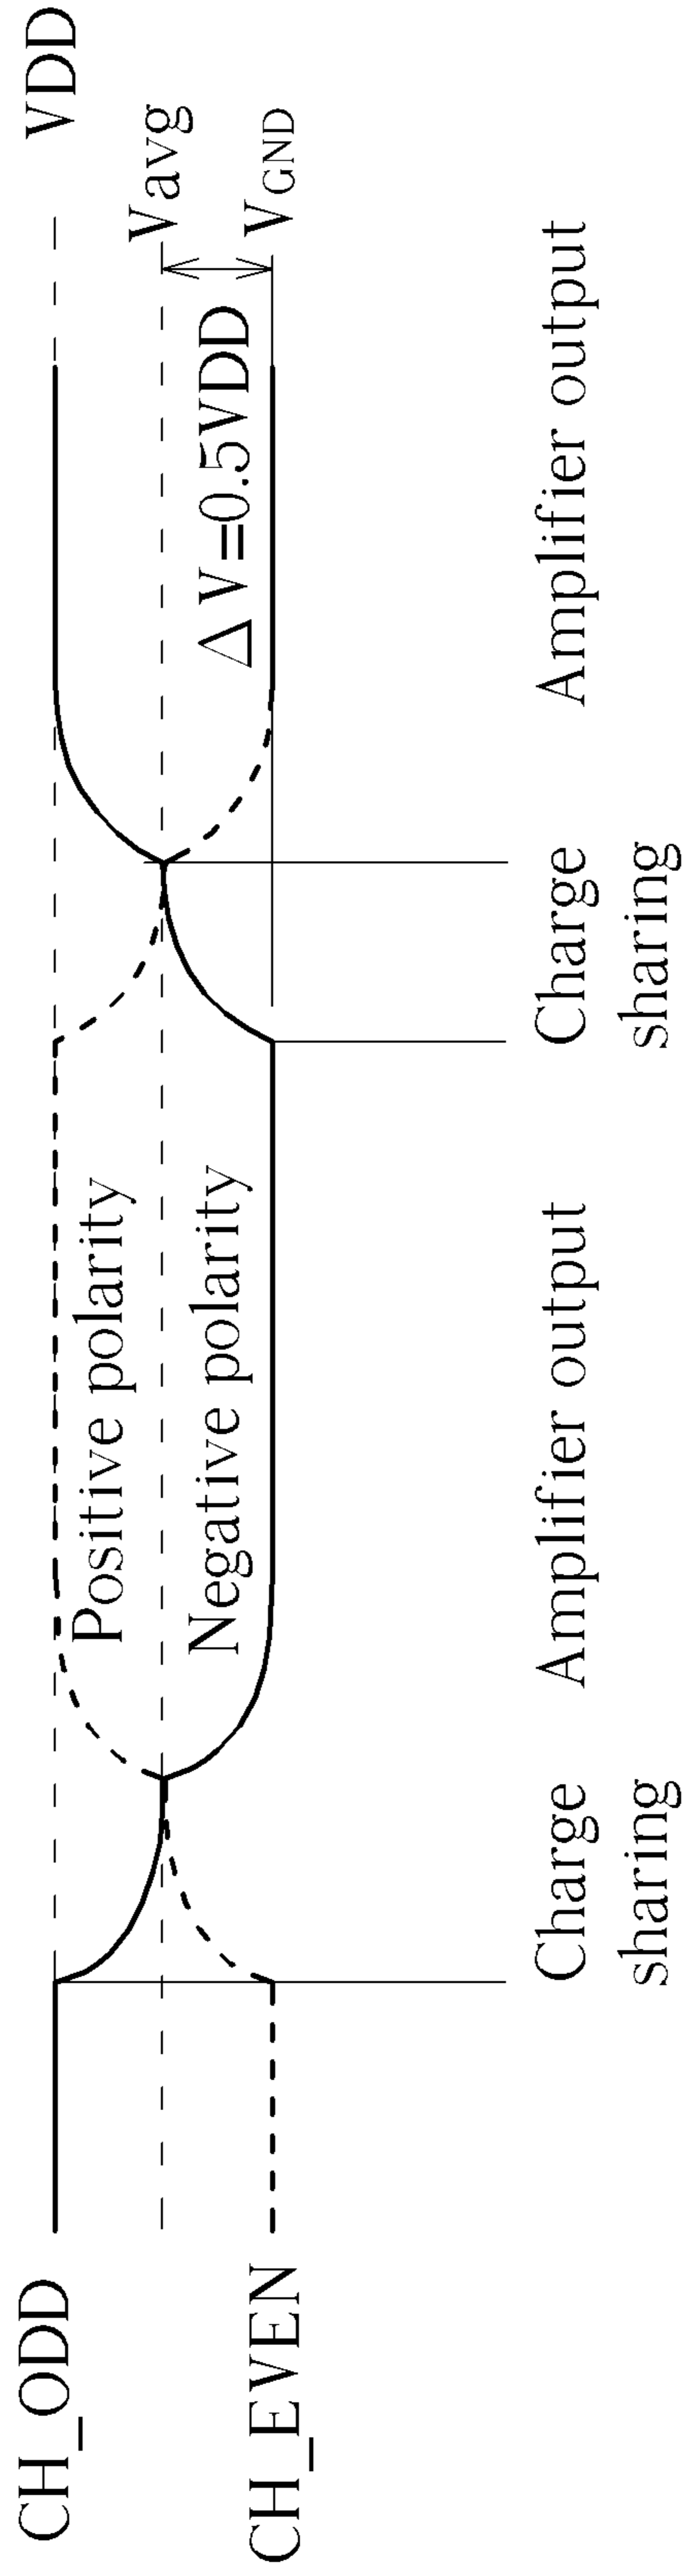 CH_ODD
VDD
Positive polarity
Vavg
Negative polarity
ΔV=0.5VDD
CH_EVEN
VGND
Charge
sharing
Amplifier output
Charge
sharing
Amplifier output